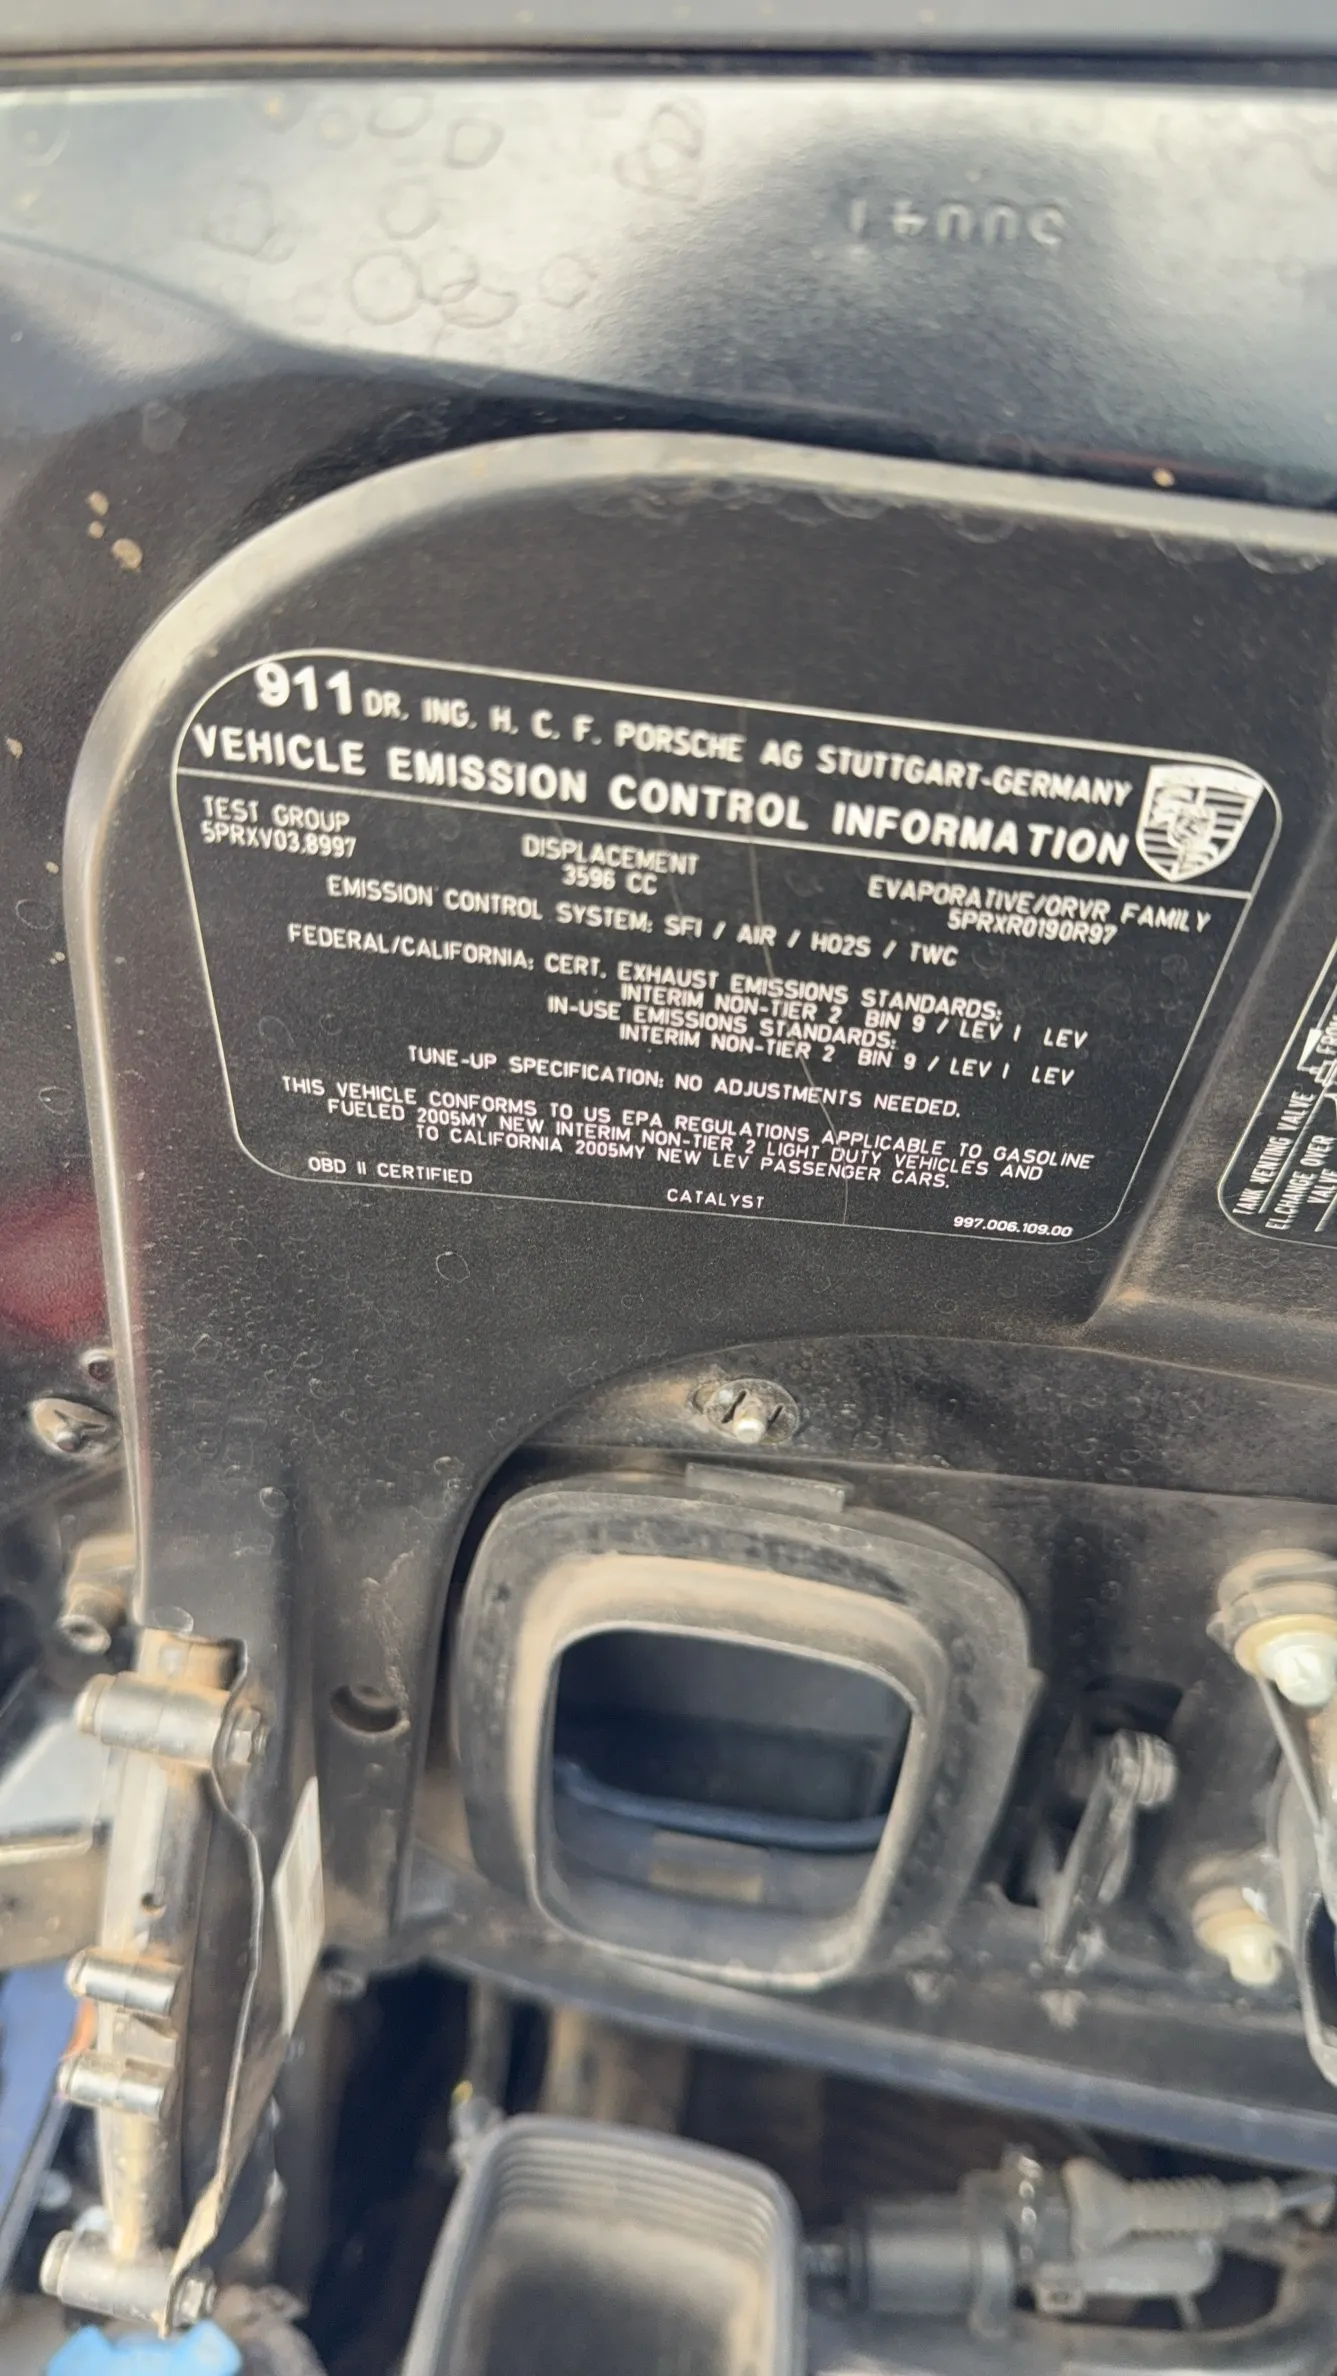 911 DR. ING. H. C. F. PORSCHE AG STUTTGART-GERMANY
VEHICLE EMISSION CONTROL INFORMATION
TEST GROUP
5PRXV03.8997
DISPLACEMENT
3596 CC
EVAPORATIVE/ORVR FAMILY
5PRXR0190R97
EMISSION CONTROL SYSTEM: SFI / AIR / HO2S / TWC
FEDERAL/CALIFORNIA: CERT. EXHAUST EMISSIONS STANDARDS:
INTERIM NON-TIER 2 BIN 9 / LEV I LEV
IN-USE EMISSIONS STANDARDS:
INTERIM NON-TIER 2 BIN 9 / LEV I LEV
TUNE-UP SPECIFICATION: NO ADJUSTMENTS NEEDED.
THIS VEHICLE CONFORMS TO US EPA REGULATIONS APPLICABLE TO GASOLINE
FUELED 2005MY NEW INTERIM NON-TIER 2 LIGHT DUTY VEHICLES AND
TO CALIFORNIA 2005MY NEW LEV PASSENGER CARS.
OBD II CERTIFIED
CATALYST
997.006.109.00
TANK VENTING VALVE
EL.CHANGE OVER
VALVE